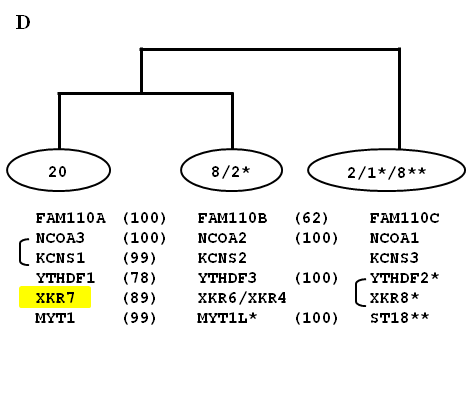 D
20 8/2* 2/1*/8**
FAM110A (100) FAM110B (62) FAM110C
NCOA3 (100) NCOA2 (100) NCOA1
KCNS1 (99) KCNS2 KCNS3
YTHDF1 (78) YTHDF3 (100) YTHDF2*
XKR7 (89) XKR6/XKR4 XKR8*
MYT1 (99) MYT1L* (100) ST18**